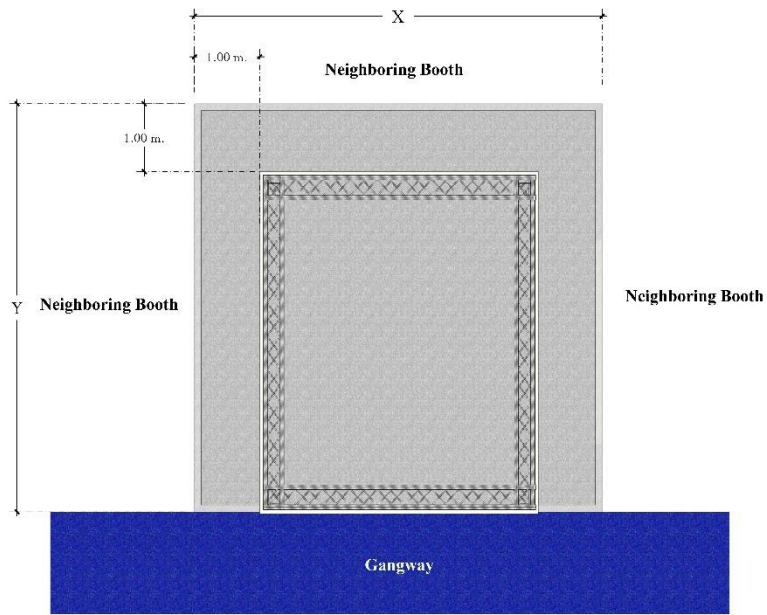 X
1.00 m.
Neighboring Booth
1.00 m.
Neighboring Booth
Y
Neighboring Booth
Gangway